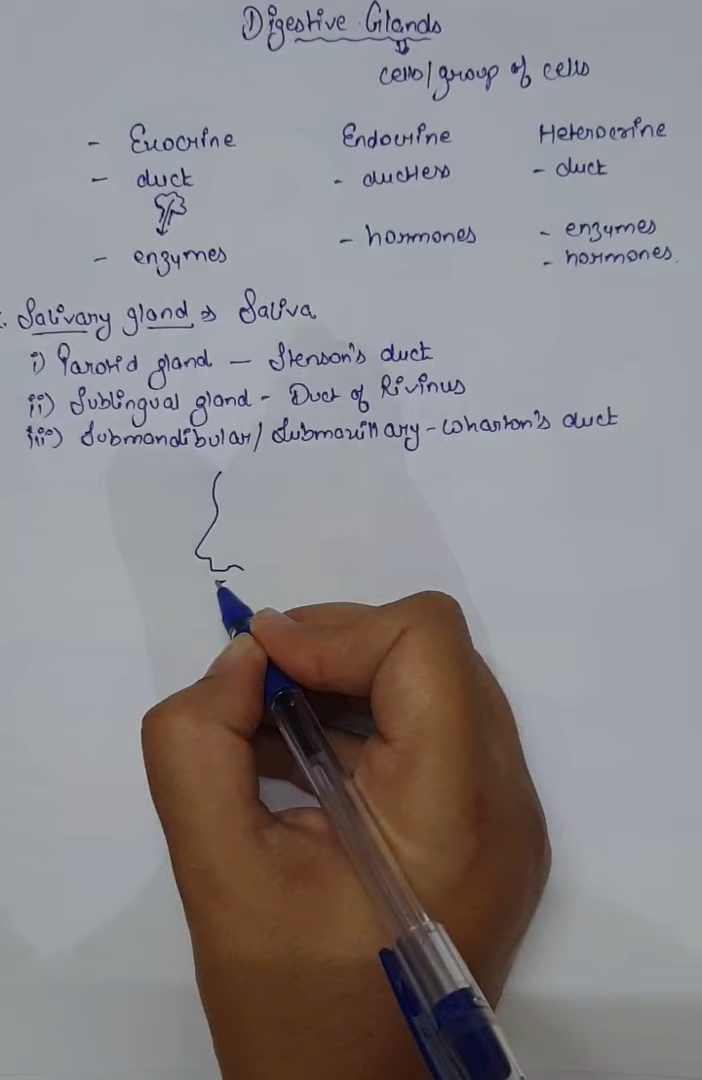 Digestive Glands
cells/group of cells
- Exocrine Endocrine Heterocrine
- duct - ductless - duct
- enzymes - hormones - enzymes
- hormones.
Salivary gland → Saliva
i) Parotid gland - Stenson's duct
ii) Sublingual gland - Duct of Rivinus
iii) Submandibular/Submaxillary - Wharton's duct